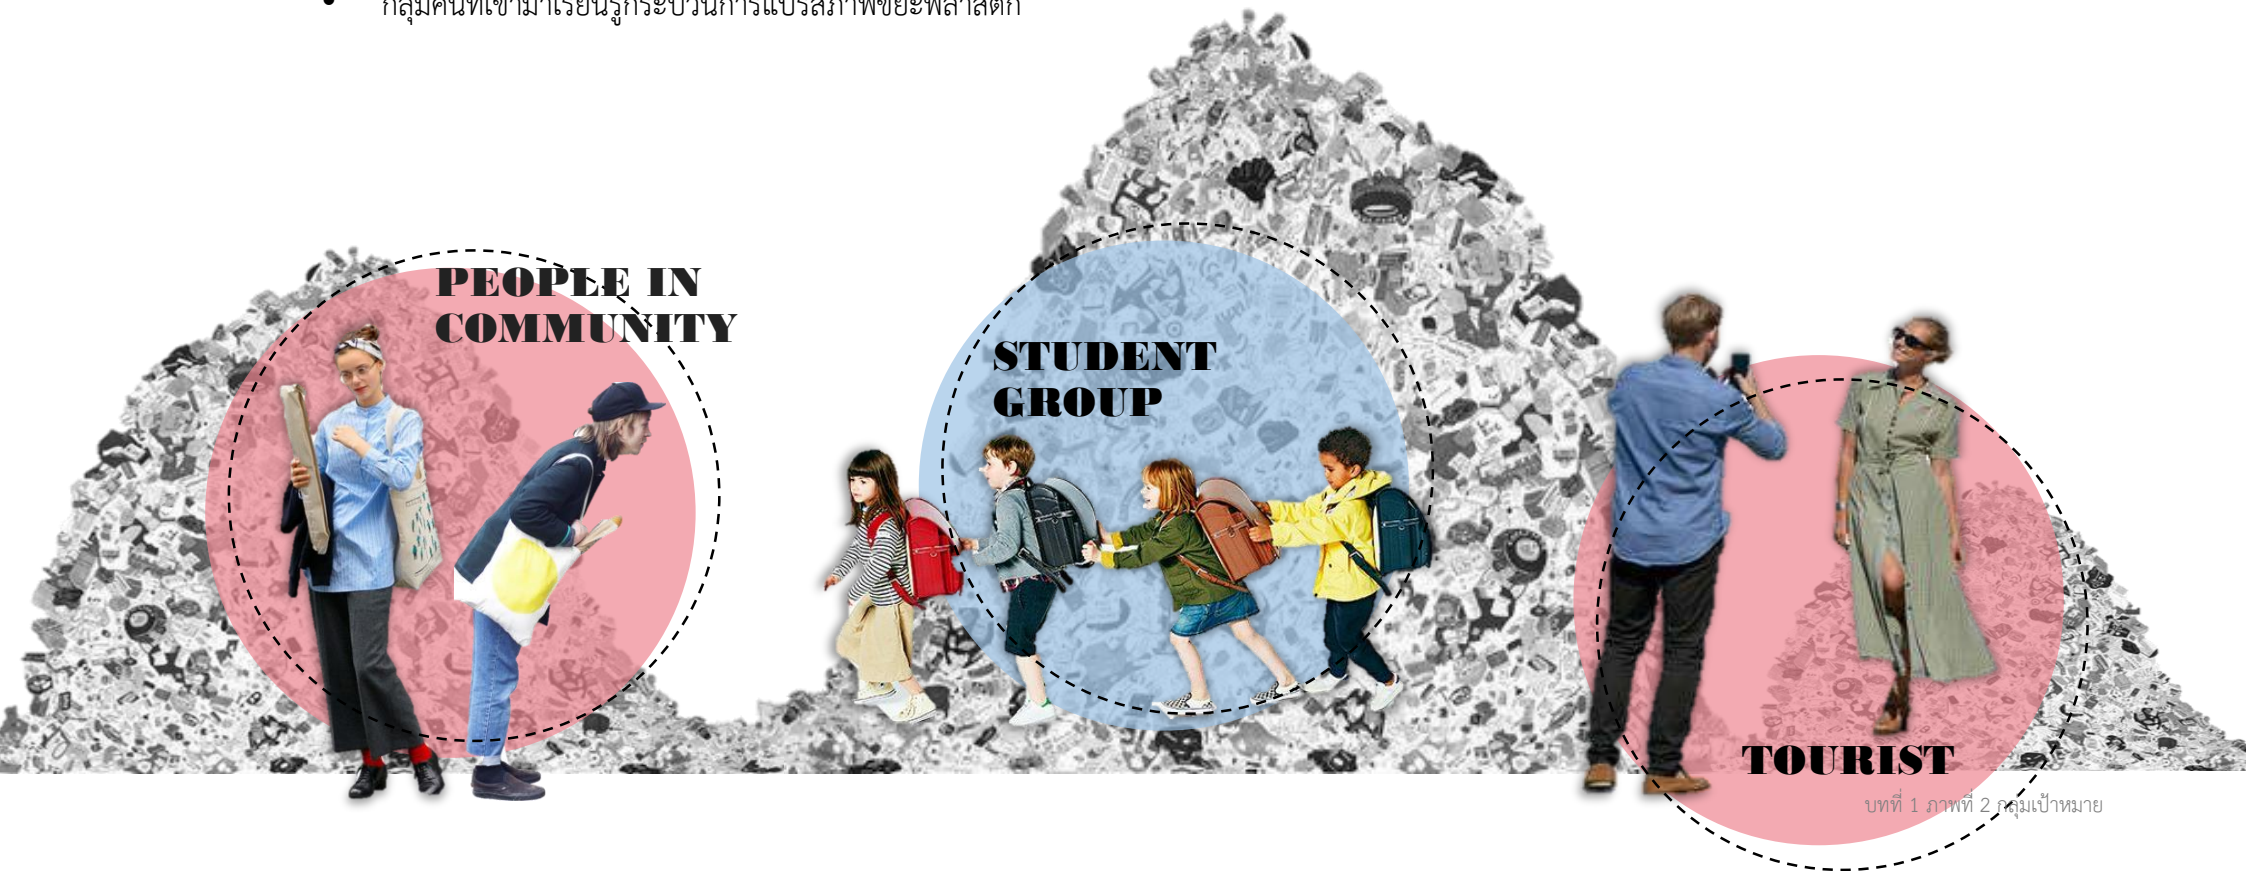 • กลุ่มคนที่เข้ามาเรียนรู้กระบวนการแปรสภาพขยะพลาสติก
PEOPLE IN
COMMUNITY
STUDENT
GROUP
TOURIST
บทที่ 1 ภาพที่ 2 กลุ่มเป้าหมาย